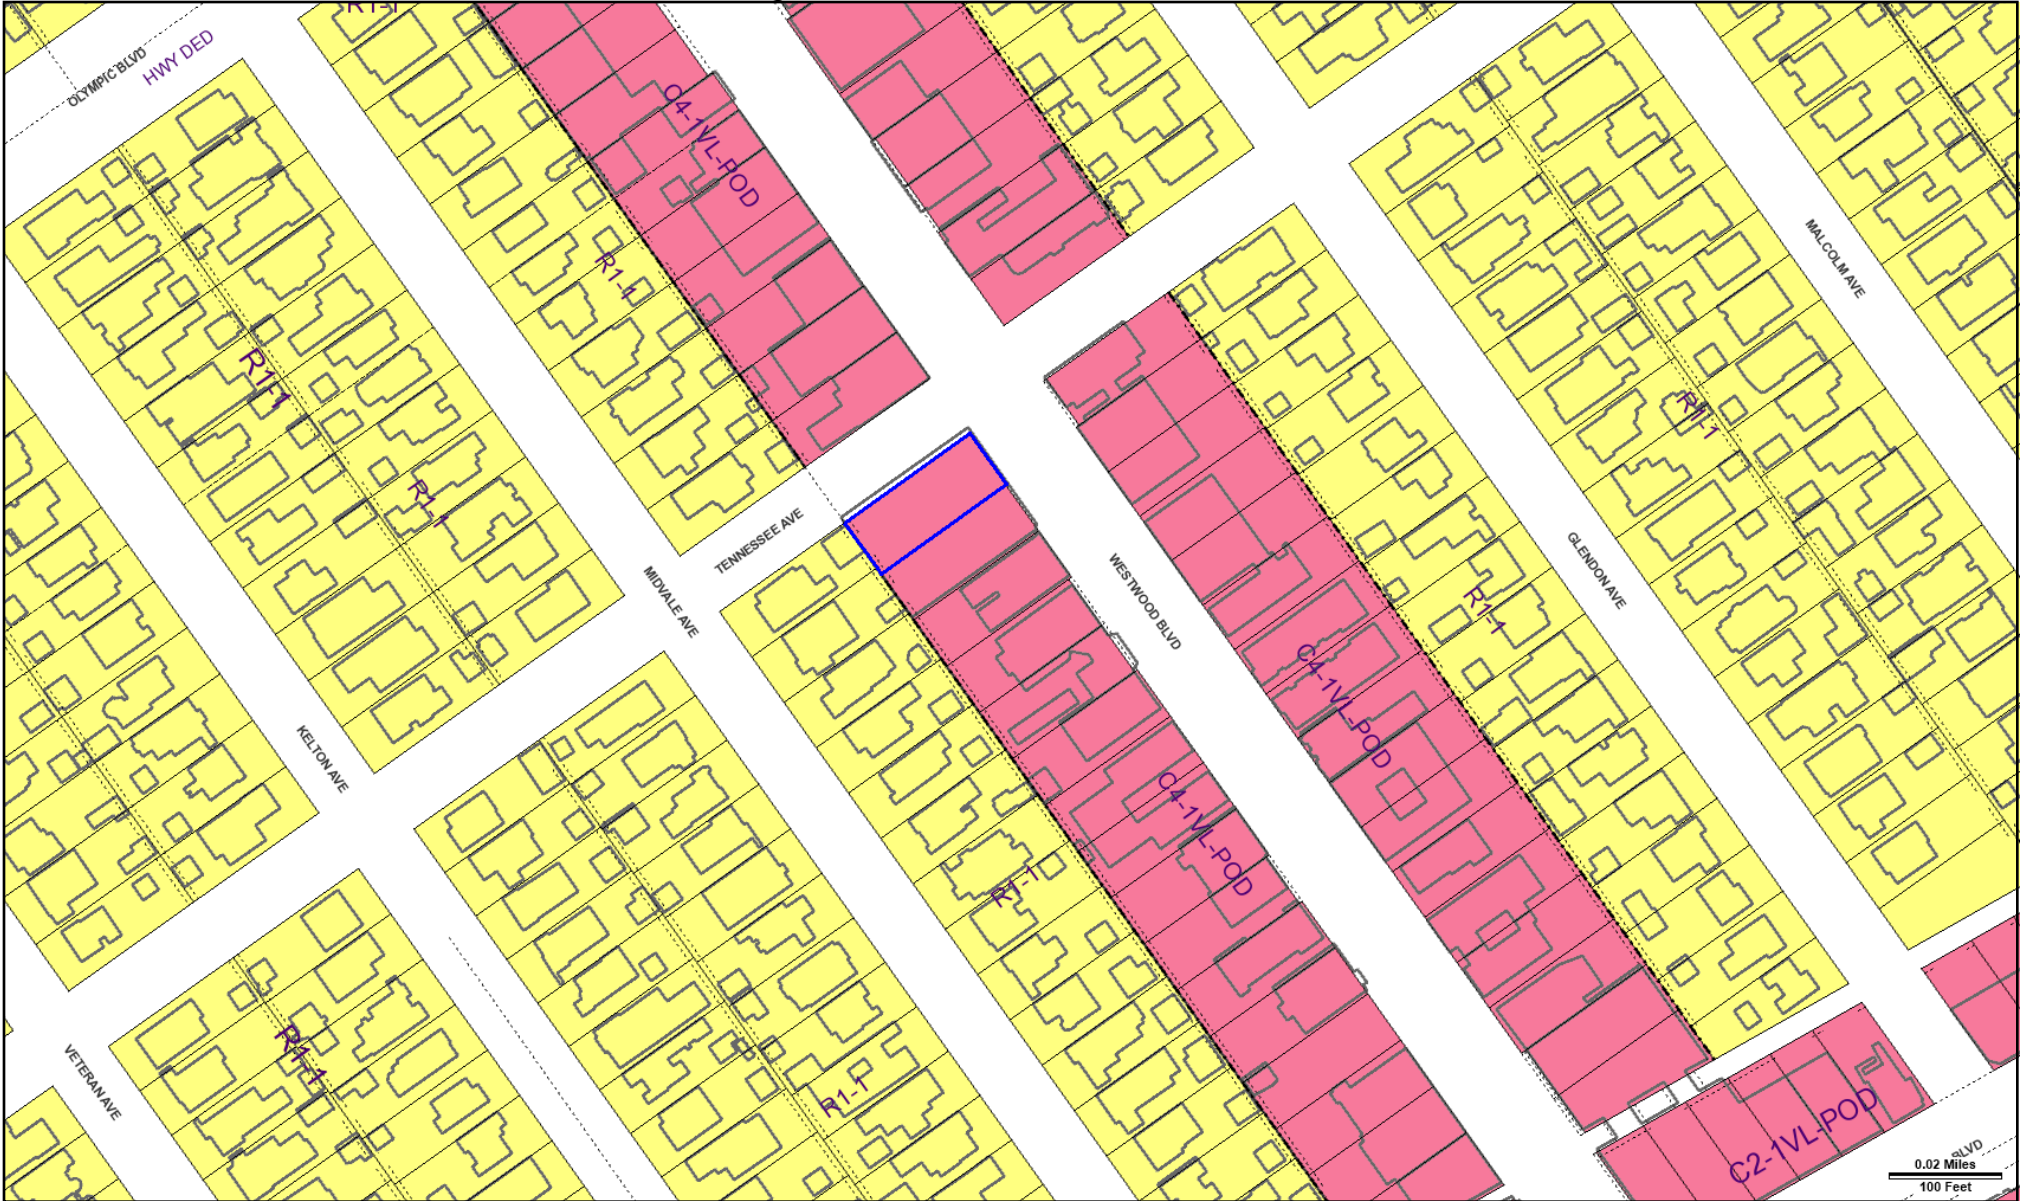 R1-1
OLYMPIC BLVD
HWY DED
C4-1VL-POD
R1-1
MALCOLM AVE
R1-1
R1-1
R1-1
TENNESSEE AVE
MIDVALE AVE
WESTWOOD BLVD
GLENDON AVE
R1-1
C4-1VL-POD
KELTON AVE
C4-1VL-POD
R1-1
VETERAN AVE
R1-1
R1-1
C2-1VL-POD
BLVD
0.02 Miles
100 Feet